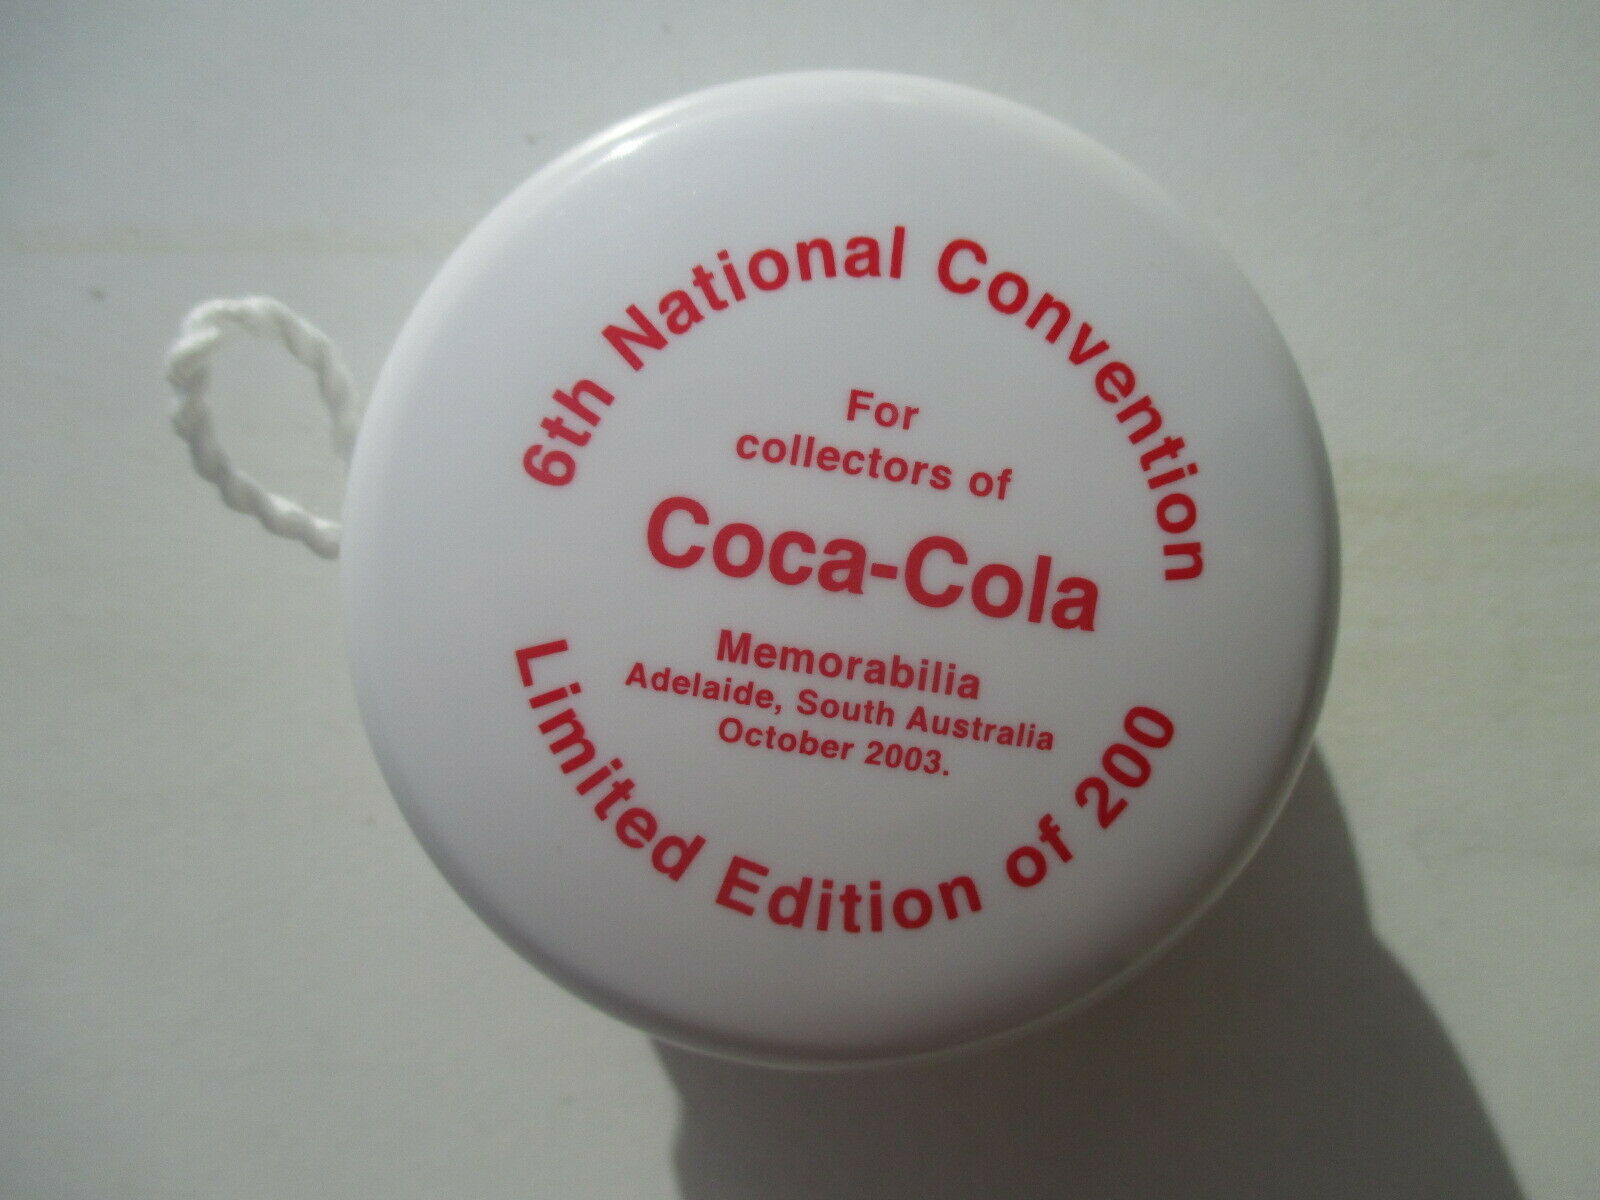 6th National Convention
For
collectors of
Coca-Cola
Memorabilia
Adelaide, South Australia
October 2003.
Limited Edition of 200